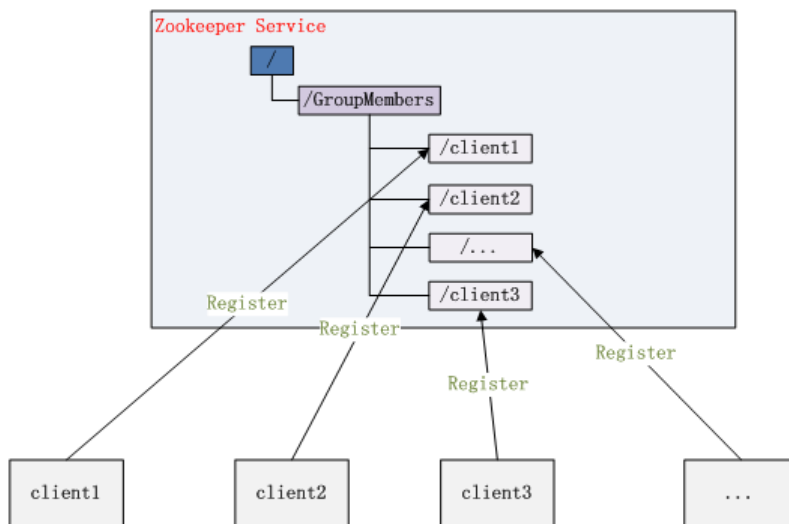 Zookeeper Service
/
/GroupMembers
/client1
/client2
/...
/client3
Register
Register
Register
Register
client1
client2
client3
...